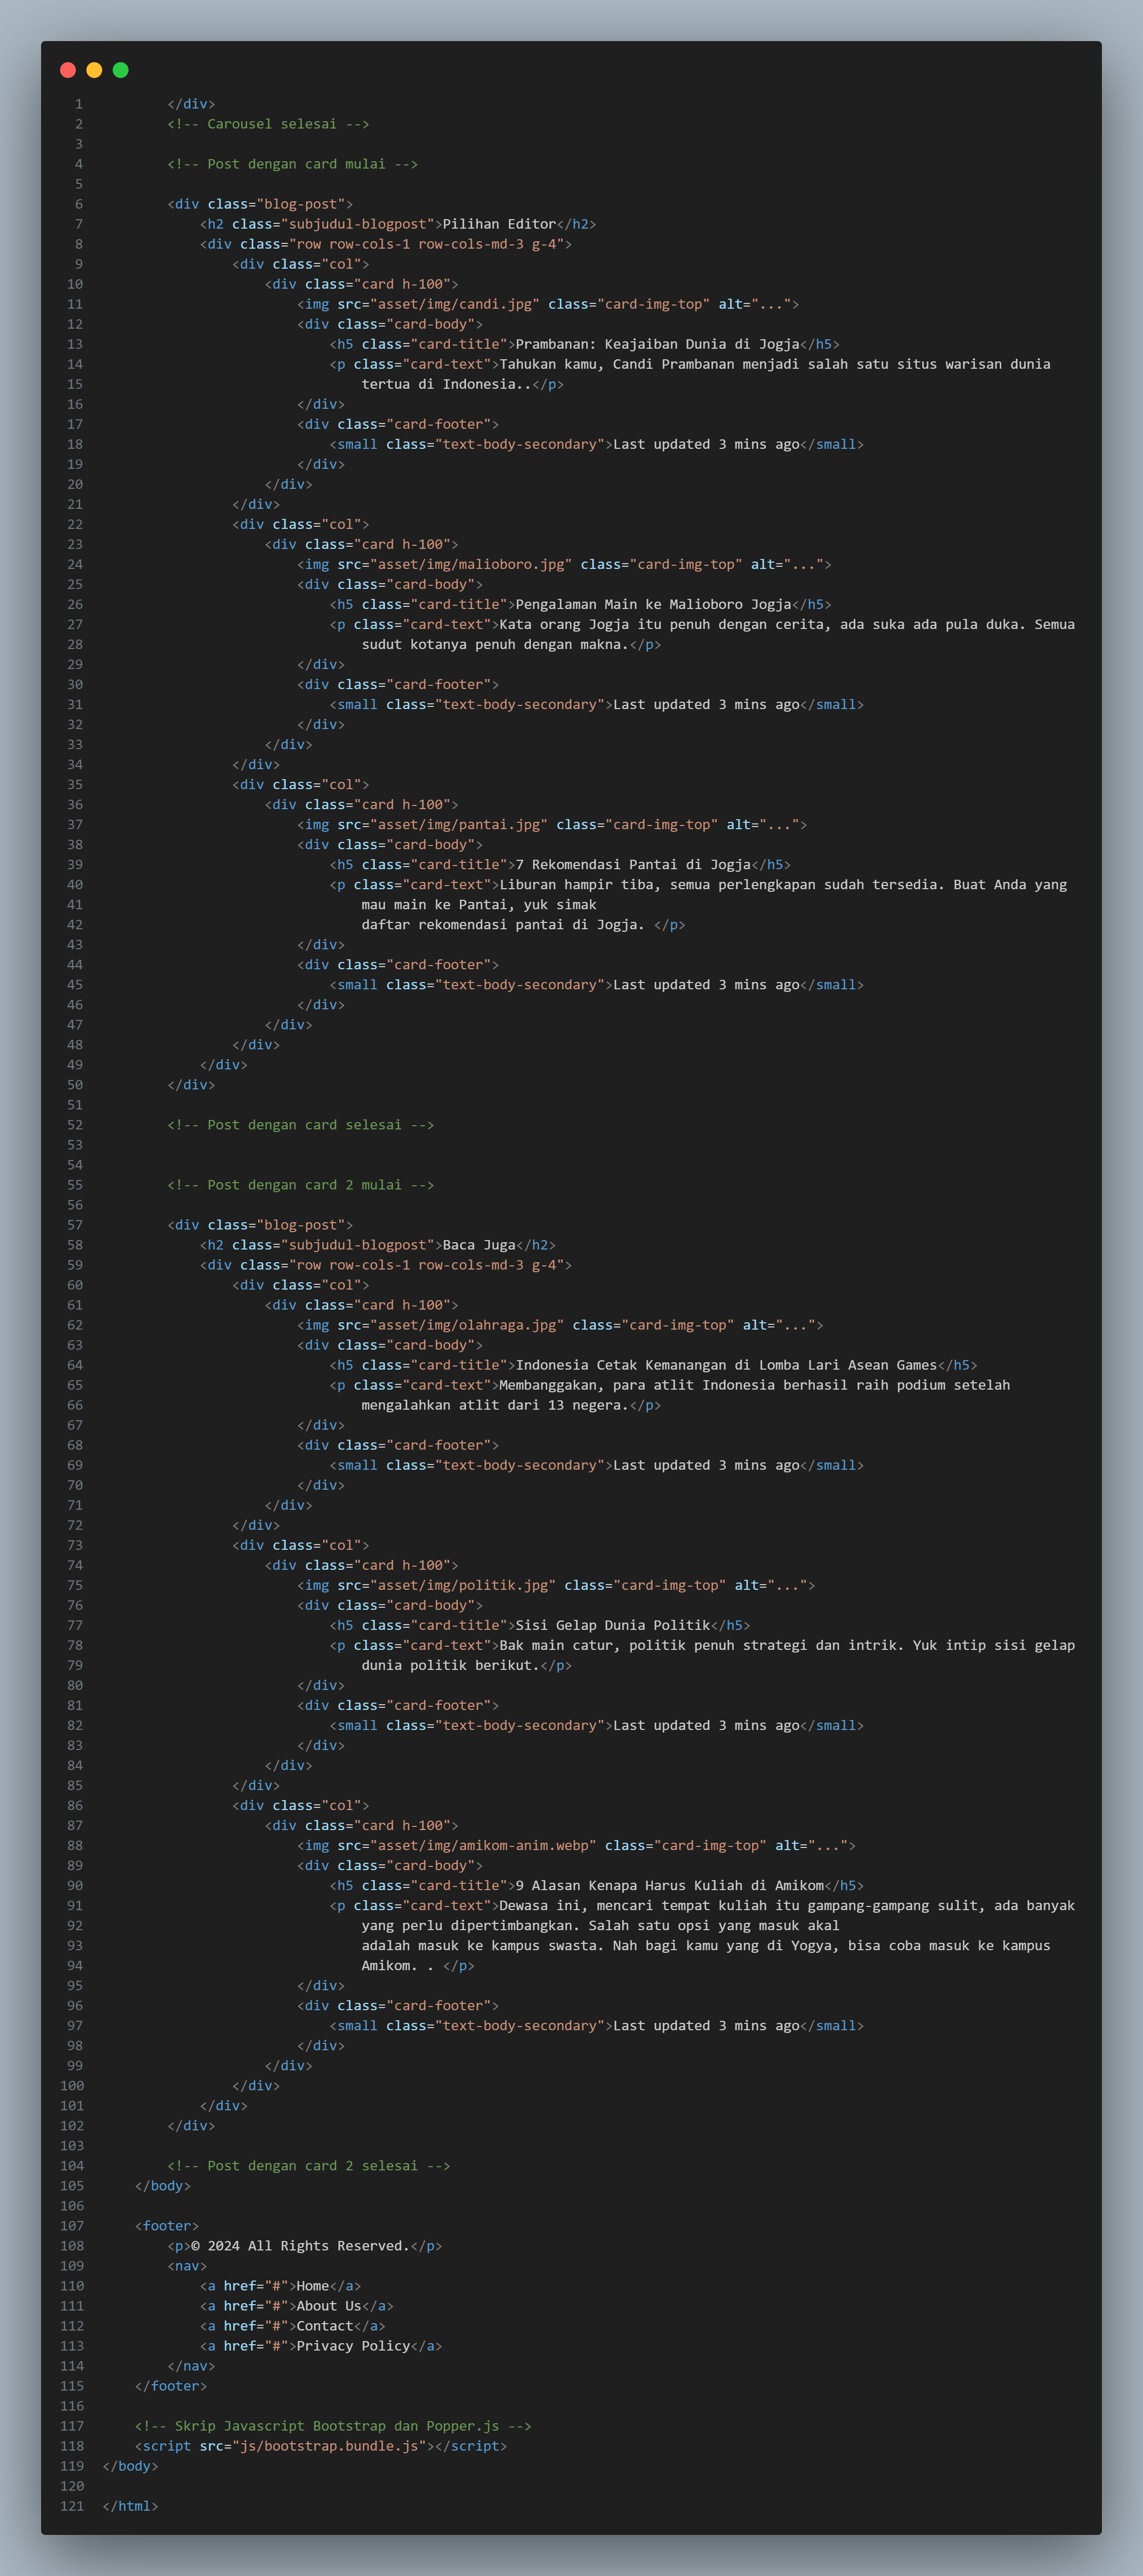 1         </div>
2         <!-- Carousel selesai -->
3
4         <!-- Post dengan card mulai -->
5
6         <div class="blog-post">
7             <h2 class="subjudul-blogpost">Pilihan Editor</h2>
8             <div class="row row-cols-1 row-cols-md-3 g-4">
9                 <div class="col">
10                     <div class="card h-100">
11                         <img src="asset/img/candi.jpg" class="card-img-top" alt="...">
12                         <div class="card-body">
13                             <h5 class="card-title">Prambanan: Keajaiban Dunia di Jogja</h5>
14                             <p class="card-text">Tahukan kamu, Candi Prambanan menjadi salah satu situs warisan dunia
15                                 tertua di Indonesia..</p>
16                         </div>
17                         <div class="card-footer">
18                             <small class="text-body-secondary">Last updated 3 mins ago</small>
19                         </div>
20                     </div>
21                 </div>
22                 <div class="col">
23                     <div class="card h-100">
24                         <img src="asset/img/malioboro.jpg" class="card-img-top" alt="...">
25                         <div class="card-body">
26                             <h5 class="card-title">Pengalaman Main ke Malioboro Jogja</h5>
27                             <p class="card-text">Kata orang Jogja itu penuh dengan cerita, ada suka ada pula duka. Semua
28                                 sudut kotanya penuh dengan makna.</p>
29                         </div>
30                         <div class="card-footer">
31                             <small class="text-body-secondary">Last updated 3 mins ago</small>
32                         </div>
33                     </div>
34                 </div>
35                 <div class="col">
36                     <div class="card h-100">
37                         <img src="asset/img/pantai.jpg" class="card-img-top" alt="...">
38                         <div class="card-body">
39                             <h5 class="card-title">7 Rekomendasi Pantai di Jogja</h5>
40                             <p class="card-text">Liburan hampir tiba, semua perlengkapan sudah tersedia. Buat Anda yang
41                                 mau main ke Pantai, yuk simak
42                                 daftar rekomendasi pantai di Jogja. </p>
43                         </div>
44                         <div class="card-footer">
45                             <small class="text-body-secondary">Last updated 3 mins ago</small>
46                         </div>
47                     </div>
48                 </div>
49             </div>
50         </div>
51
52         <!-- Post dengan card selesai -->
53
54
55         <!-- Post dengan card 2 mulai -->
56
57         <div class="blog-post">
58             <h2 class="subjudul-blogpost">Baca Juga</h2>
59             <div class="row row-cols-1 row-cols-md-3 g-4">
60                 <div class="col">
61                     <div class="card h-100">
62                         <img src="asset/img/olahraga.jpg" class="card-img-top" alt="...">
63                         <div class="card-body">
64                             <h5 class="card-title">Indonesia Cetak Kemanangan di Lomba Lari Asean Games</h5>
65                             <p class="card-text">Membanggakan, para atlit Indonesia berhasil raih podium setelah
66                                 mengalahkan atlit dari 13 negera.</p>
67                         </div>
68                         <div class="card-footer">
69                             <small class="text-body-secondary">Last updated 3 mins ago</small>
70                         </div>
71                     </div>
72                 </div>
73                 <div class="col">
74                     <div class="card h-100">
75                         <img src="asset/img/politik.jpg" class="card-img-top" alt="...">
76                         <div class="card-body">
77                             <h5 class="card-title">Sisi Gelap Dunia Politik</h5>
78                             <p class="card-text">Bak main catur, politik penuh strategi dan intrik. Yuk intip sisi gelap
79                                 dunia politik berikut.</p>
80                         </div>
81                         <div class="card-footer">
82                             <small class="text-body-secondary">Last updated 3 mins ago</small>
83                         </div>
84                     </div>
85                 </div>
86                 <div class="col">
87                     <div class="card h-100">
88                         <img src="asset/img/amikom-anim.webp" class="card-img-top" alt="...">
89                         <div class="card-body">
90                             <h5 class="card-title">9 Alasan Kenapa Harus Kuliah di Amikom</h5>
91                             <p class="card-text">Dewasa ini, mencari tempat kuliah itu gampang-gampang sulit, ada banyak
92                                 yang perlu dipertimbangkan. Salah satu opsi yang masuk akal
93                                 adalah masuk ke kampus swasta. Nah bagi kamu yang di Yogya, bisa coba masuk ke kampus
94                                 Amikom. . </p>
95                         </div>
96                         <div class="card-footer">
97                             <small class="text-body-secondary">Last updated 3 mins ago</small>
98                         </div>
99                     </div>
100                 </div>
101             </div>
102         </div>
103
104         <!-- Post dengan card 2 selesai -->
105     </body>
106
107     <footer>
108         <p>© 2024 All Rights Reserved.</p>
109         <nav>
110             <a href="#">Home</a>
111             <a href="#">About Us</a>
112             <a href="#">Contact</a>
113             <a href="#">Privacy Policy</a>
114         </nav>
115     </footer>
116
117     <!-- Skrip Javascript Bootstrap dan Popper.js -->
118     <script src="js/bootstrap.bundle.js"></script>
119 </body>
120
121 </html>